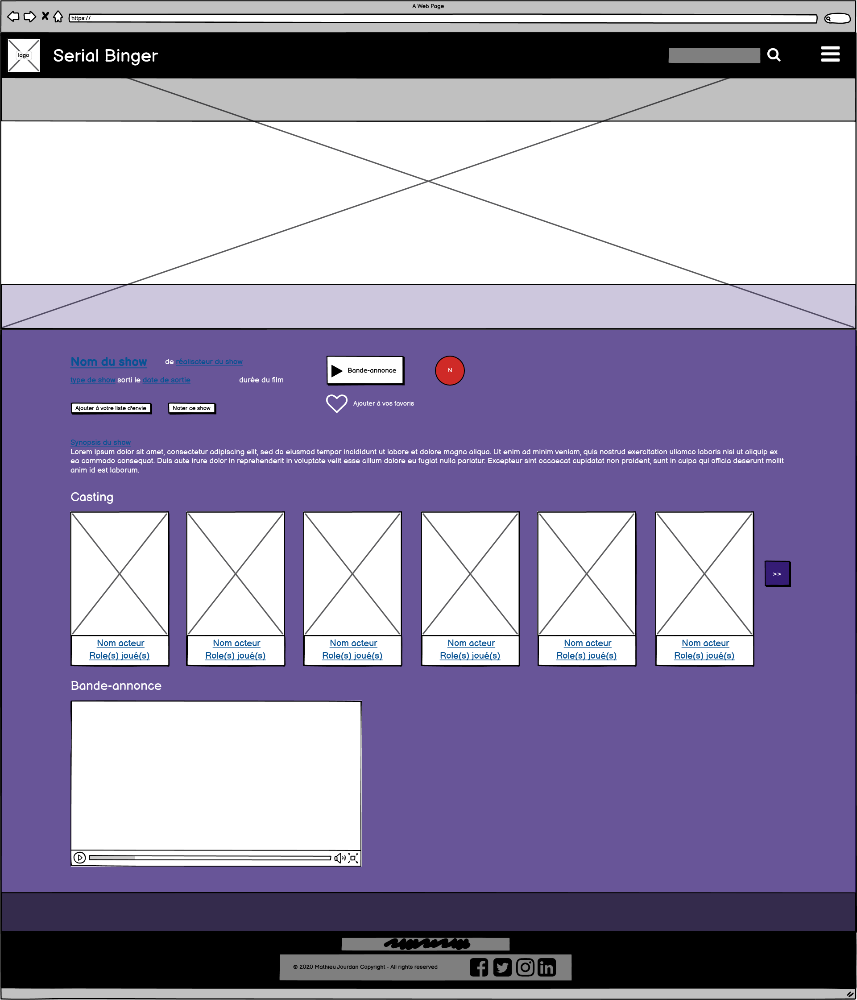 A Web Page
https://
logo
Serial Binger
Nom du show de réalisateur du show
type de show sorti le date de sortie durée du film
Bande-annonce
N
Ajouter à votre liste d'envie
Noter ce show
Ajouter à vos favoris
Synopsis du show
Lorem ipsum dolor sit amet, consectetur adipiscing elit, sed do eiusmod tempor incididunt ut labore et dolore magna aliqua. Ut enim ad minim veniam, quis nostrud exercitation ullamco laboris nisi ut aliquip ex
ea commodo consequat. Duis aute irure dolor in reprehenderit in voluptate velit esse cillum dolore eu fugiat nulla pariatur. Excepteur sint occaecat cupidatat non proident, sunt in culpa qui officia deserunt mollit
anim id est laborum.
Casting
Nom acteur
Role(s) joué(s)
Nom acteur
Role(s) joué(s)
Nom acteur
Role(s) joué(s)
Nom acteur
Role(s) joué(s)
Nom acteur
Role(s) joué(s)
Nom acteur
Role(s) joué(s)
>>
Bande-annonce
© 2020 Mathieu Jourdan Copyright - All rights reserved